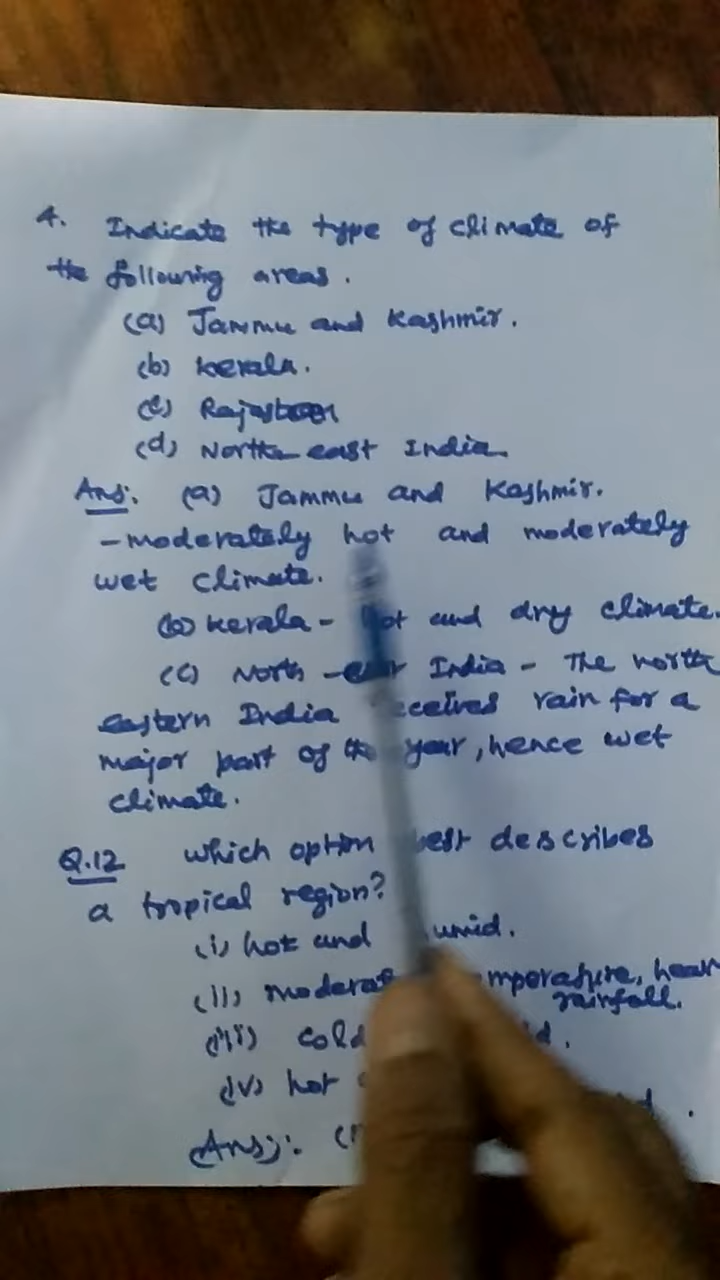 4. Indicate the type of climate of
the following areas.
(a) Jammu and Kashmir.
(b) Kerala.
(c) Rajasthan
(d) North east India.
Ans: (a) Jammu and Kashmir.
- moderately hot and moderately
wet climate.
(b) Kerala - Hot and dry climate.
(c) North - India - The north
eastern India receives rain for a
major part of the year, hence wet
climate.
Q.12 which option best describes
a tropical region?
(i) hot and
(ii) moderate temperature, heavy
rainfall.
(iii) cold
(iv) hot
Ans: